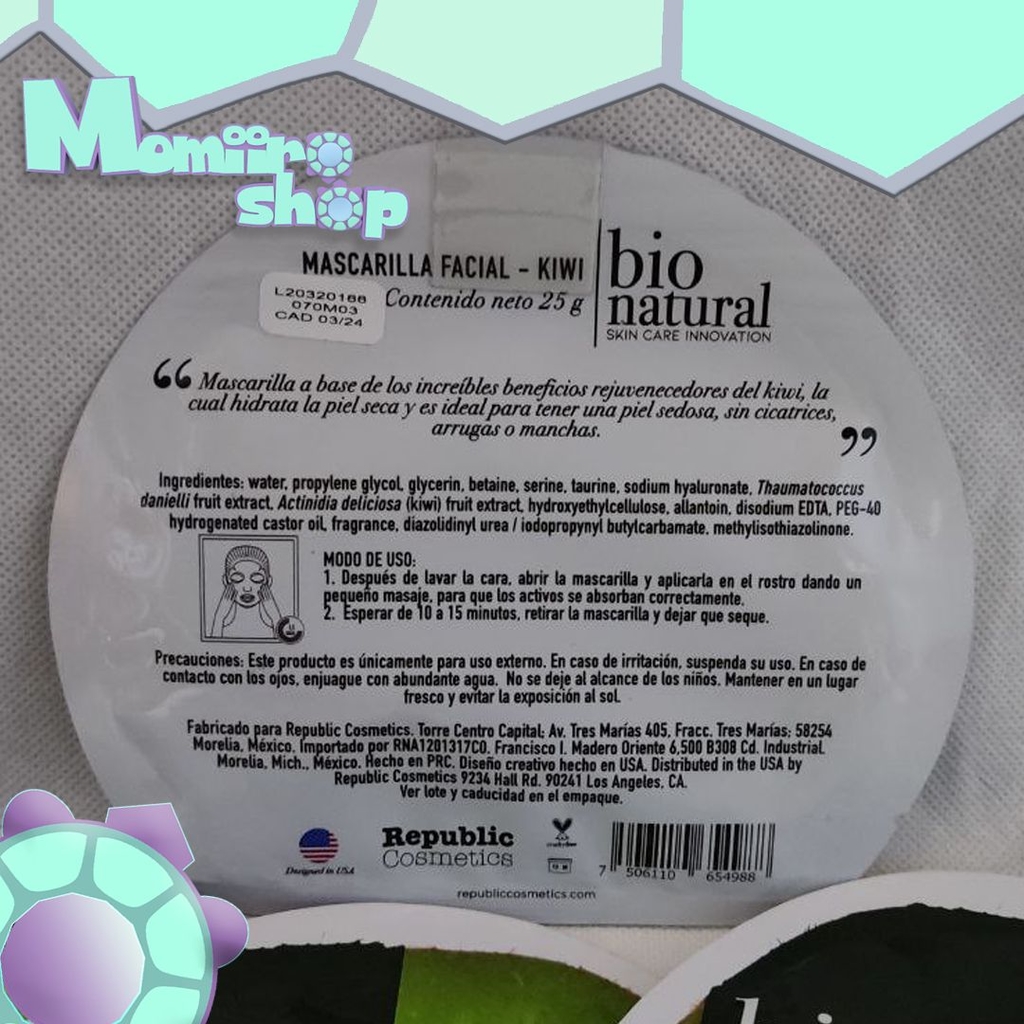 Momiiro
shop
MASCARILLA FACIAL - KIWI
Contenido neto 25 g
bio
natural
SKIN CARE INNOVATION
L20320166
070M03
CAD 03/24
“ Mascarilla a base de los increíbles beneficios rejuvenecedores del kiwi, la
cual hidrata la piel seca y es ideal para tener una piel sedosa, sin cicatrices,
arrugas o manchas. ”
Ingredientes: water, propylene glycol, glycerin, betaine, serine, taurine, sodium hyaluronate, Thaumatococcus
danielli fruit extract, Actinidia deliciosa (kiwi) fruit extract, hydroxyethylcellulose, allantoin, disodium EDTA, PEG-40
hydrogenated castor oil, fragrance, diazolidinyl urea / iodopropynyl butylcarbamate, methylisothiazolinone.
MODO DE USO:
1. Después de lavar la cara, abrir la mascarilla y aplicarla en el rostro dando un
pequeño masaje, para que los activos se absorban correctamente.
2. Esperar de 10 a 15 minutos, retirar la mascarilla y dejar que seque.
Precauciones: Este producto es únicamente para uso externo. En caso de irritación, suspenda su uso. En caso de
contacto con los ojos, enjuague con abundante agua. No se deje al alcance de los niños. Mantener en un lugar
fresco y evitar la exposición al sol.
Fabricado para Republic Cosmetics. Torre Centro Capital; Av. Tres Marías 405, Fracc. Tres Marías; 58254
Morelia, México. Importado por RNA1201317C0. Francisco I. Madero Oriente 6,500 B308 Cd. Industrial.
Morelia, Mich., México. Hecho en PRC. Diseño creativo hecho en USA. Distributed in the USA by
Republic Cosmetics 9234 Hall Rd. 90241 Los Angeles, CA.
Ver lote y caducidad en el empaque.
Designed in USA
Republic
Cosmetics
7 506110 654988
republiccosmetics.com